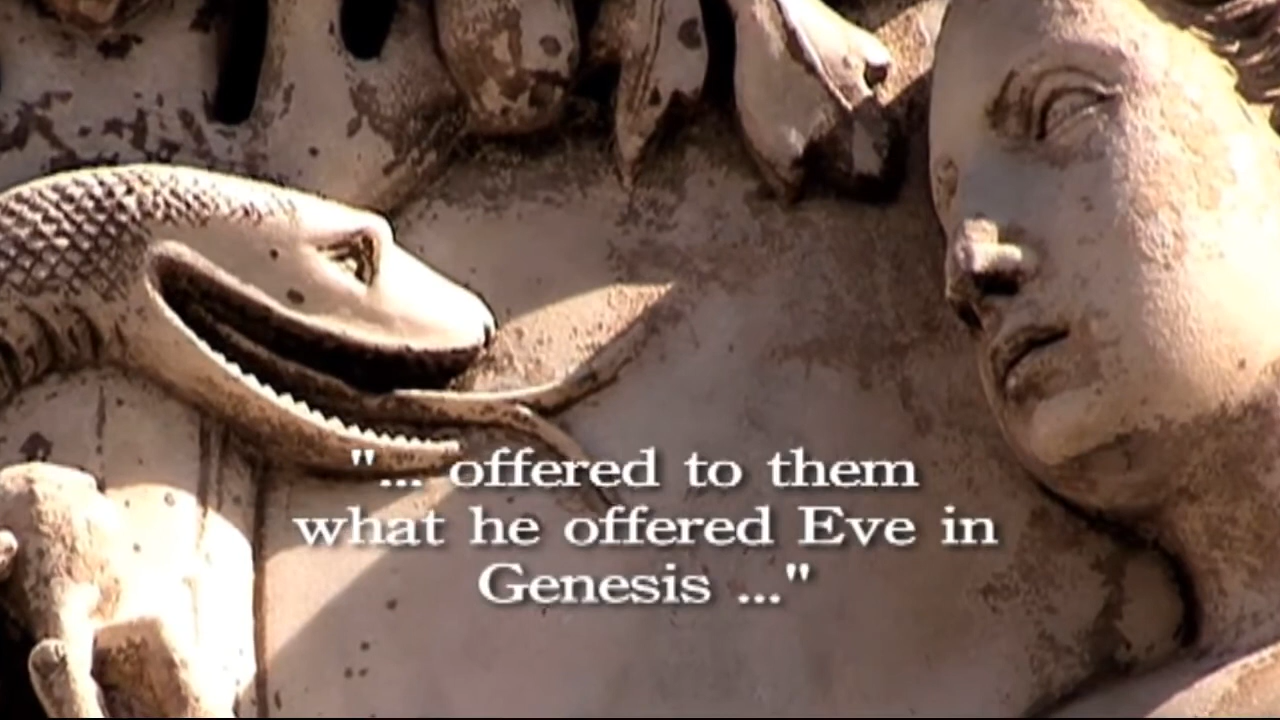 "... offered to them
what he offered Eve in
Genesis ..."